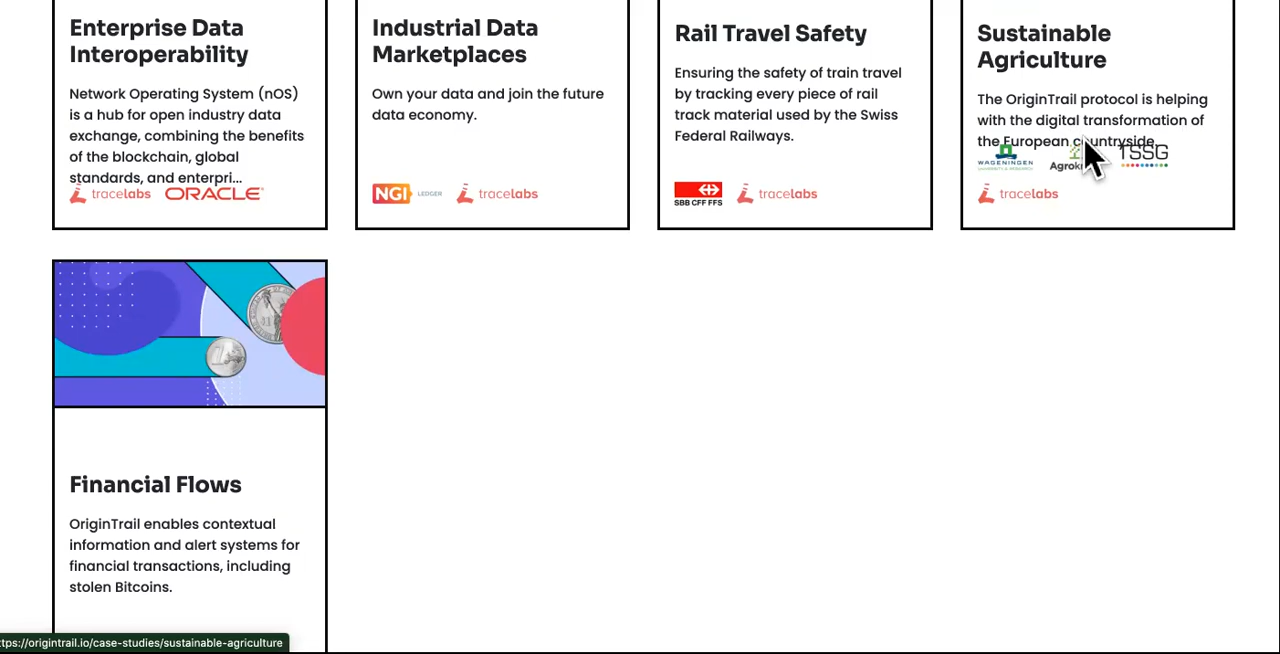 Enterprise Data
Interoperability
Network Operating System (nOS)
is a hub for open industry data
exchange, combining the benefits
of the blockchain, global
standards, and enterpri...
tracelabs ORACLE
Industrial Data
Marketplaces
Own your data and join the future
data economy.
NGI LEDGER tracelabs
Rail Travel Safety
Ensuring the safety of train travel
by tracking every piece of rail
track material used by the Swiss
Federal Railways.
SBB CFF FFS tracelabs
Sustainable
Agriculture
The OriginTrail protocol is helping
with the digital transformation of
the European countryside.
WAGENINGEN TSSG
tracelabs
Financial Flows
OriginTrail enables contextual
information and alert systems for
financial transactions, including
stolen Bitcoins.
ttps://origintrail.io/case-studies/sustainable-agriculture